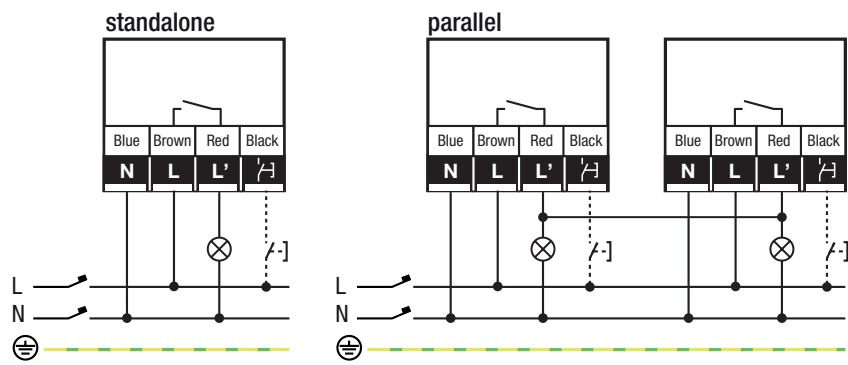 standalone parallel
Blue Brown Red Black Blue Brown Red Black Blue Brown Red Black
N L L’ N L L’ N L L’
L L
N N